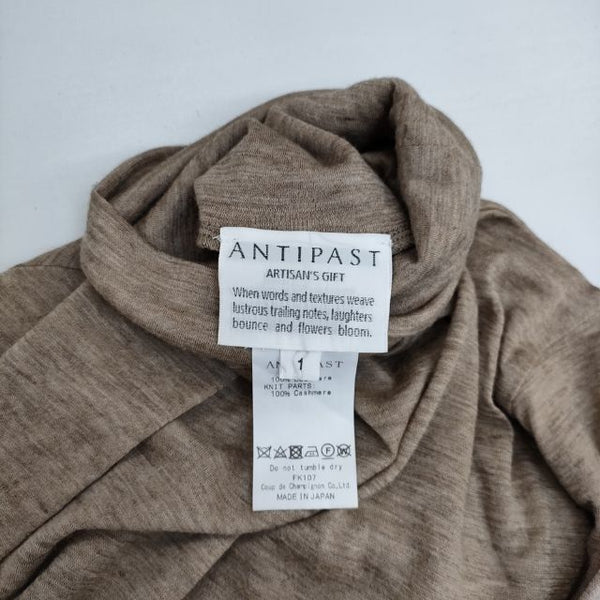 ANTIPAST
ARTISAN'S GIFT
When words and textures weave
lustrous trailing notes, laughters
bounce and flowers bloom.
1
KNIT PARTS:
100% Cashmere
Do not tumble dry
FK107
Coup de Champignon Co.,Ltd.
MADE IN JAPAN